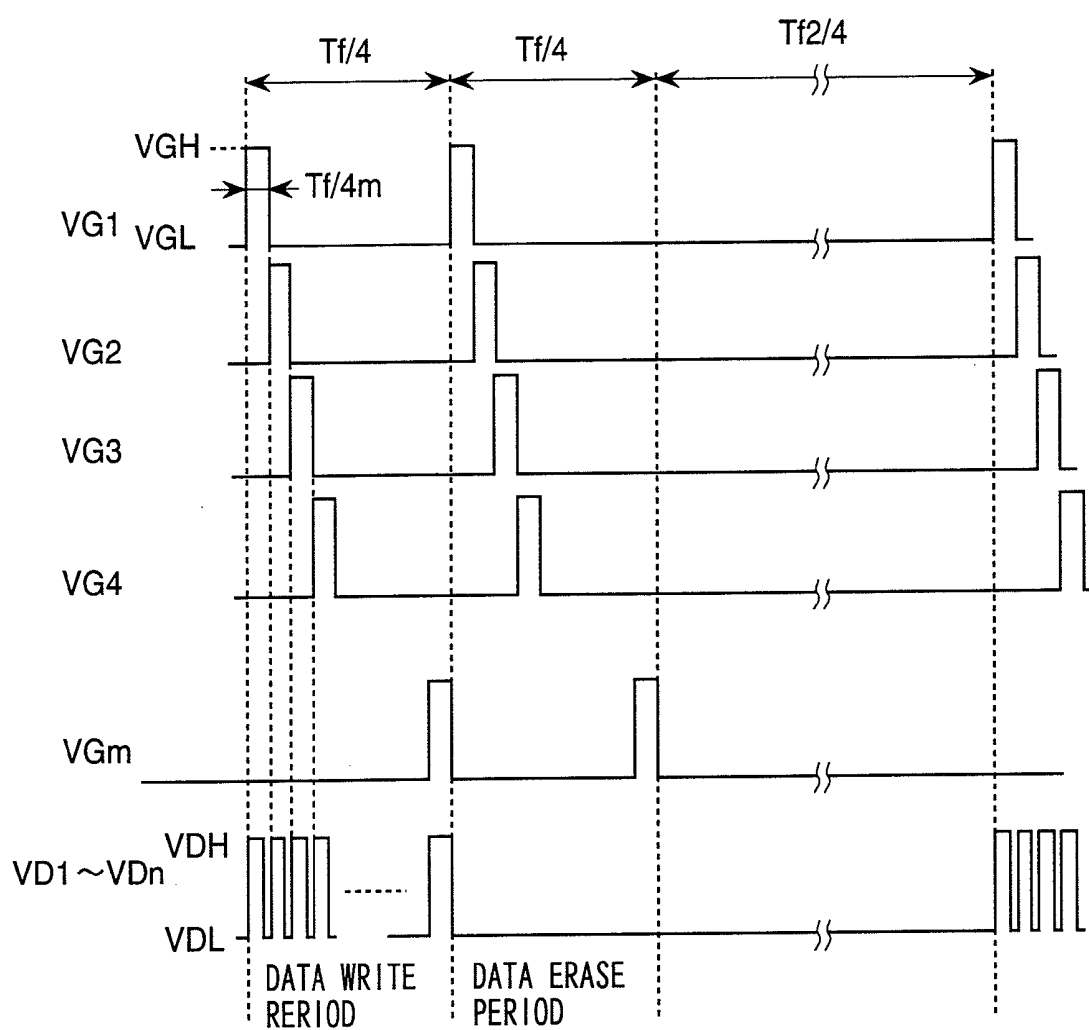 Tf/4 Tf/4 Tf2/4
VGH
Tf/4m
VG1 VGL
VG2
VG3
VG4
VGm
VDH
VD1～VDn
VDL
DATA WRITE RERIOD
DATA ERASE PERIOD